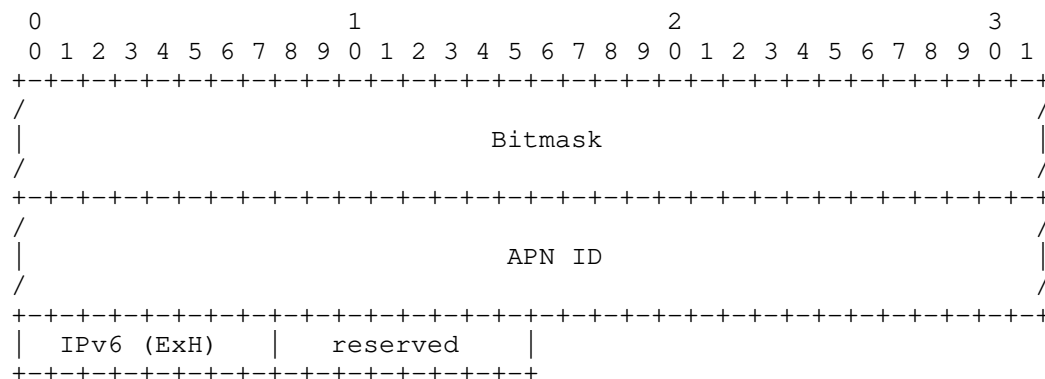 0                   1                   2                   3
 0 1 2 3 4 5 6 7 8 9 0 1 2 3 4 5 6 7 8 9 0 1 2 3 4 5 6 7 8 9 0 1
+-+-+-+-+-+-+-+-+-+-+-+-+-+-+-+-+-+-+-+-+-+-+-+-+-+-+-+-+-+-+-+-+
/                                                               /
|                             Bitmask                           |
/                                                               /
+-+-+-+-+-+-+-+-+-+-+-+-+-+-+-+-+-+-+-+-+-+-+-+-+-+-+-+-+-+-+-+-+
/                                                               /
|                              APN ID                           |
/                                                               /
+-+-+-+-+-+-+-+-+-+-+-+-+-+-+-+-+-+-+-+-+-+-+-+-+-+-+-+-+-+-+-+-+
|  IPv6 (ExH)   |   reserved    |
+-+-+-+-+-+-+-+-+-+-+-+-+-+-+-+-+